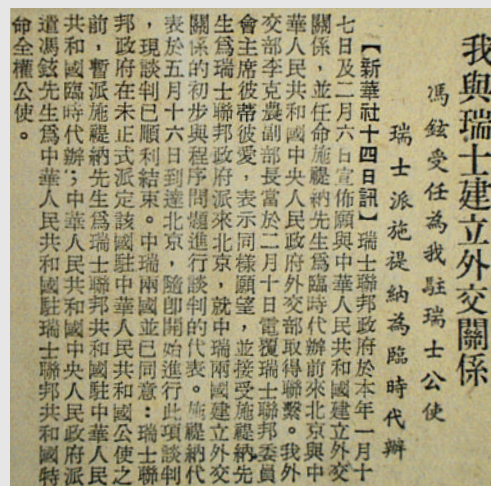 我與瑞士建立外交關係
馮鉉受任為我駐瑞士公使
瑞士派施禔納為臨時代辦
【新華社十四日訊】瑞士聯邦政府於本年一月十
七日及二月六日宣佈願與中華人民共和國建立外交
關係，並任命施禔納先生爲臨時代辦前來北京與中
華人民共和國中央人民政府外交部取得聯繫。我外
交部李克農副部長當於二月十日電覆瑞士聯邦委員
會主席彼蒂彼愛，表示同樣願望，並接受施禔納先
生爲瑞士聯邦政府派來北京，就中瑞兩國建立外交
關係的初步與程序問題進行談判的代表。施禔納代
表於五月十六日到達北京，隨卽開始進行此項談判
，現談判已順利結束。中瑞兩國並已同意：瑞士聯
邦政府在未正式派定該國駐中華人民共和國公使之
前，暫派施禔納先生爲瑞士聯邦共和國駐中華人民
共和國臨時代辦；中華人民共和國中央人民政府派
遣馮鉉先生爲中華人民共和國駐瑞士聯邦共和國特
命全權公使。